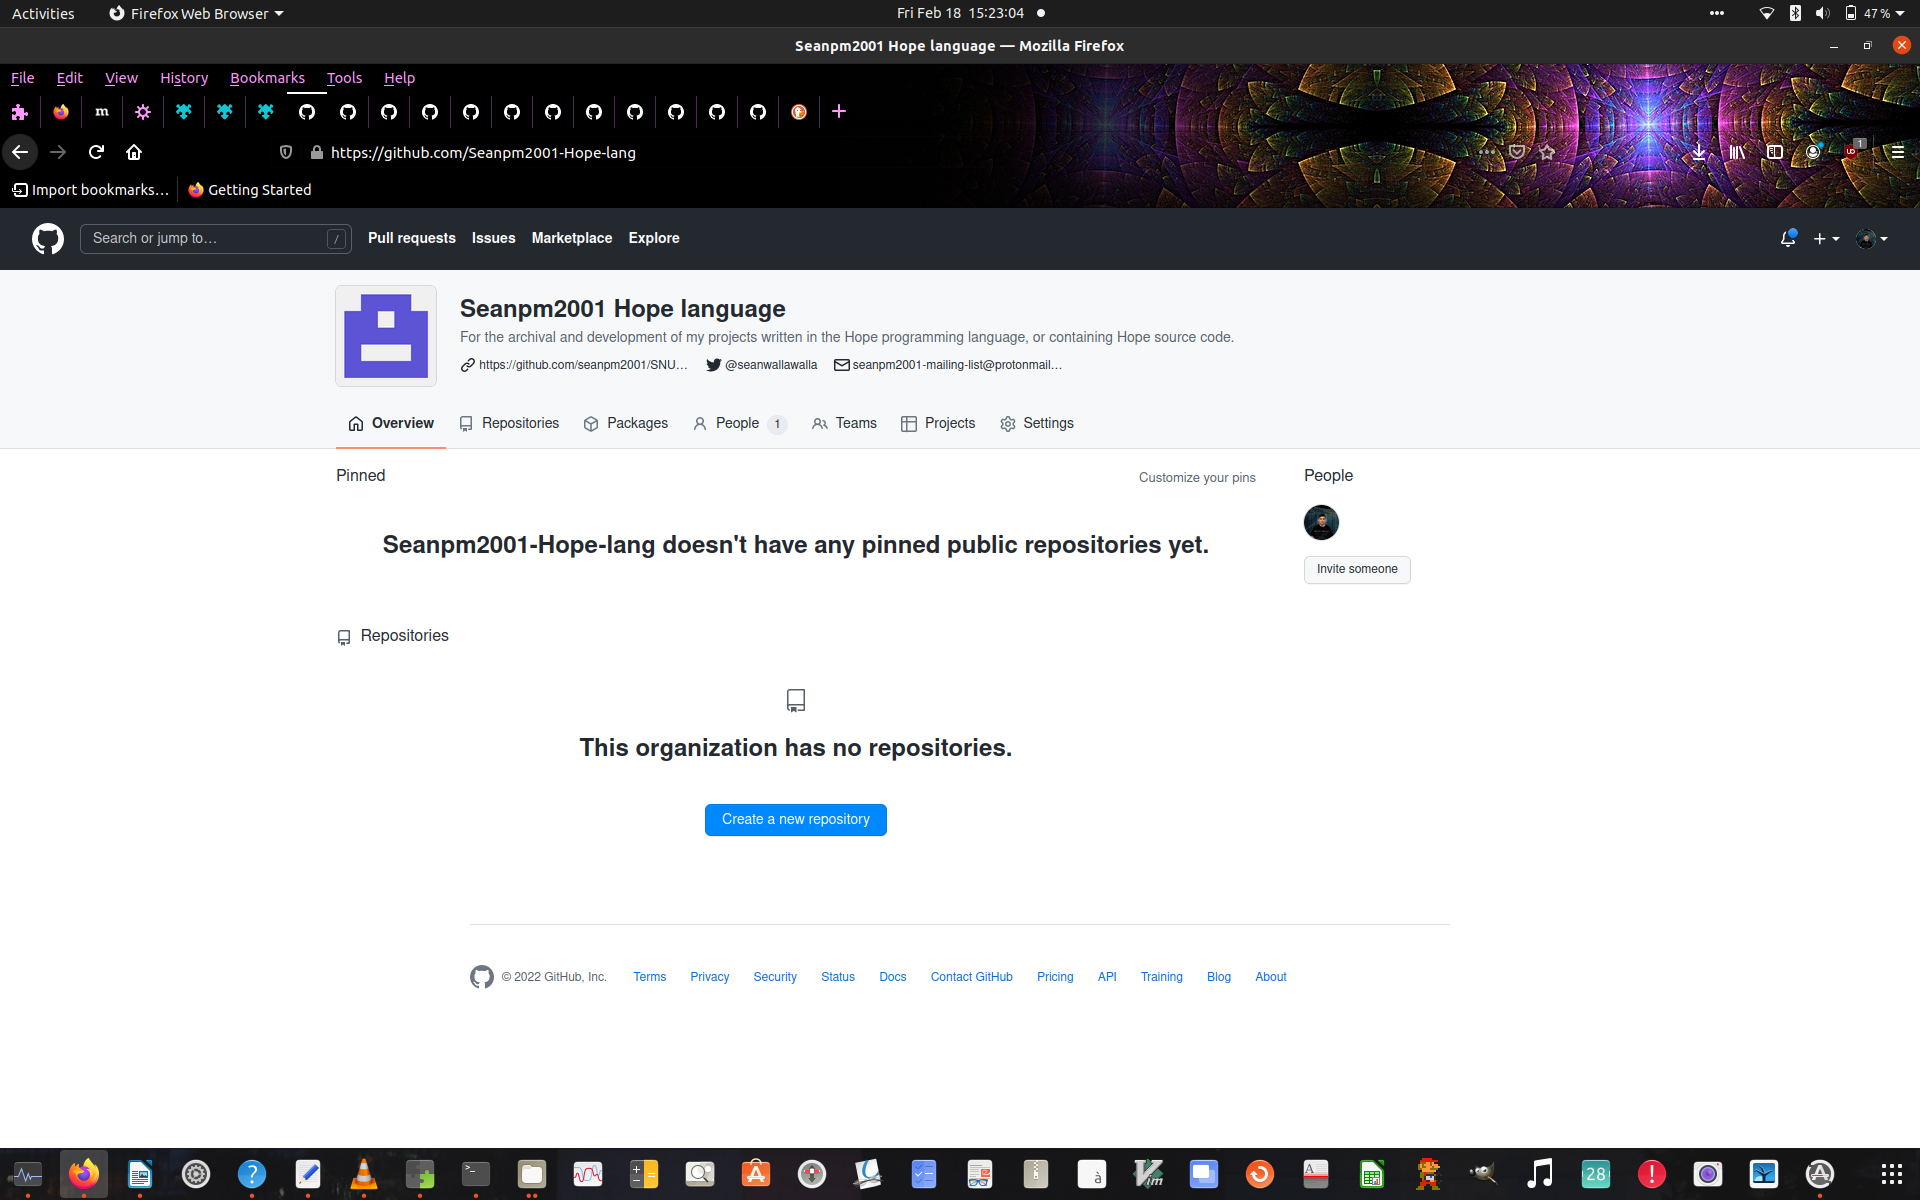 Activities Firefox Web Browser Fri Feb 18 15:23:04 47 %
Seanpm2001 Hope language — Mozilla Firefox
File Edit View History Bookmarks Tools Help
m
https://github.com/Seanpm2001-Hope-lang 1
Import bookmarks… Getting Started
Search or jump to… / Pull requests Issues Marketplace Explore
Seanpm2001 Hope language
For the archival and development of my projects written in the Hope programming language, or containing Hope source code.
https://github.com/seanpm2001/SNU… @seanwallawalla seanpm2001-mailing-list@protonmail…
Overview Repositories Packages People 1 Teams Projects Settings
Pinned Customize your pins People
Seanpm2001-Hope-lang doesn't have any pinned public repositories yet.
Invite someone
Repositories
This organization has no repositories.
Create a new repository
© 2022 GitHub, Inc. Terms Privacy Security Status Docs Contact GitHub Pricing API Training Blog About
28